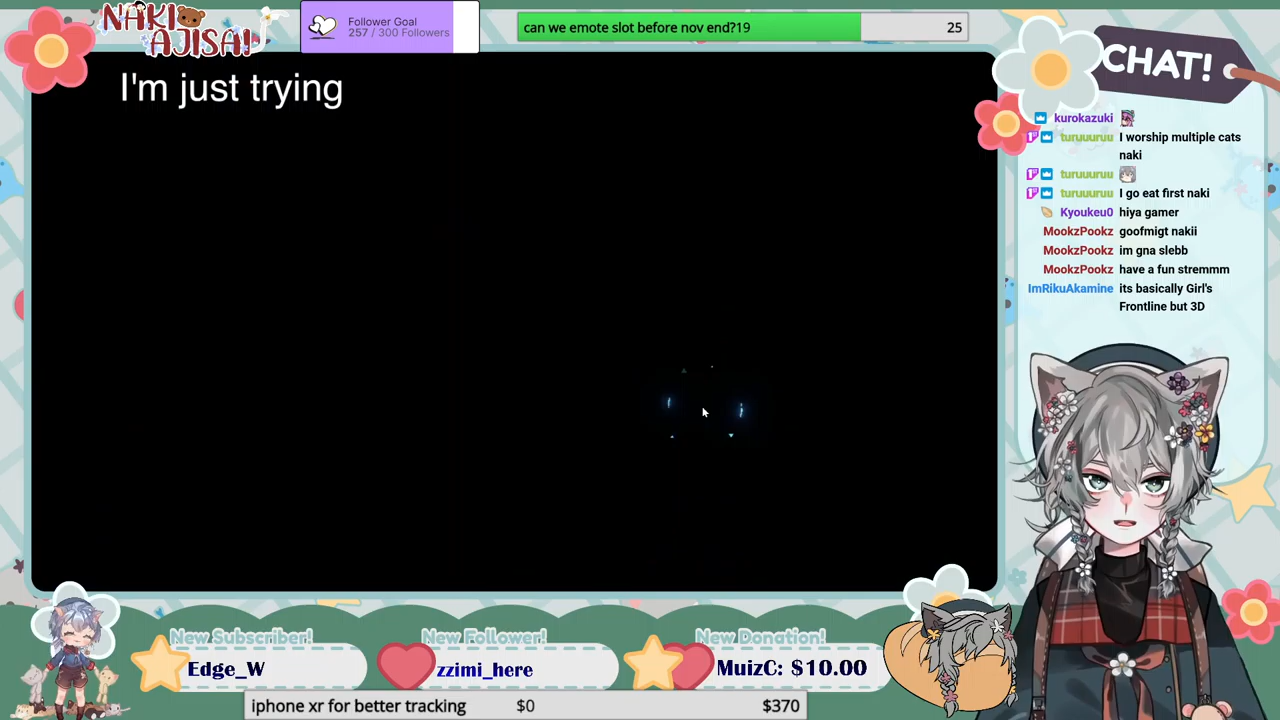 NAKI
AJISAI
Follower Goal
257 / 300 Followers
can we emote slot before nov end?19
25
CHAT!
I'm just trying
kurokazuki
turuuuruu I worship multiple cats
naki
turuuuruu
turuuuruu I go eat first naki
Kyoukeu0 hiya gamer
MookzPookz goofmigt nakii
MookzPookz im gna slebb
MookzPookz have a fun stremmm
ImRikuAkamine its basically Girl's
Frontline but 3D
New Subscriber!
Edge_W
New Follower!
zzimi_here
New Donation!
MuizC: $10.00
iphone xr for better tracking $0 $370